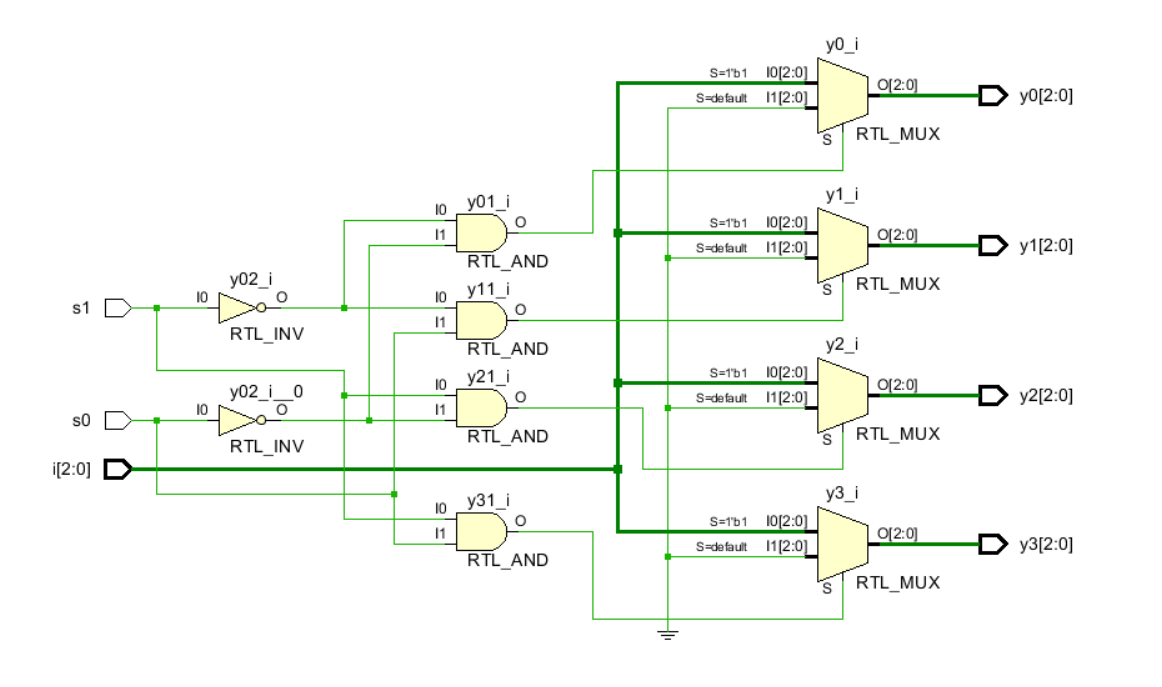 y0_i
S=1'b1 I0[2:0]
S=default I1[2:0]
O[2:0]
y0[2:0]
S
RTL_MUX
y01_i
I0
I1
O
RTL_AND
y1_i
S=1'b1 I0[2:0]
S=default I1[2:0]
O[2:0]
y1[2:0]
S
RTL_MUX
s1
y02_i
I0
O
RTL_INV
y11_i
I0
I1
O
RTL_AND
y2_i
S=1'b1 I0[2:0]
S=default I1[2:0]
O[2:0]
y2[2:0]
S
RTL_MUX
s0
y02_i__0
I0
O
RTL_INV
y21_i
I0
I1
O
RTL_AND
i[2:0]
y31_i
I0
I1
O
RTL_AND
y3_i
S=1'b1 I0[2:0]
S=default I1[2:0]
O[2:0]
y3[2:0]
S
RTL_MUX